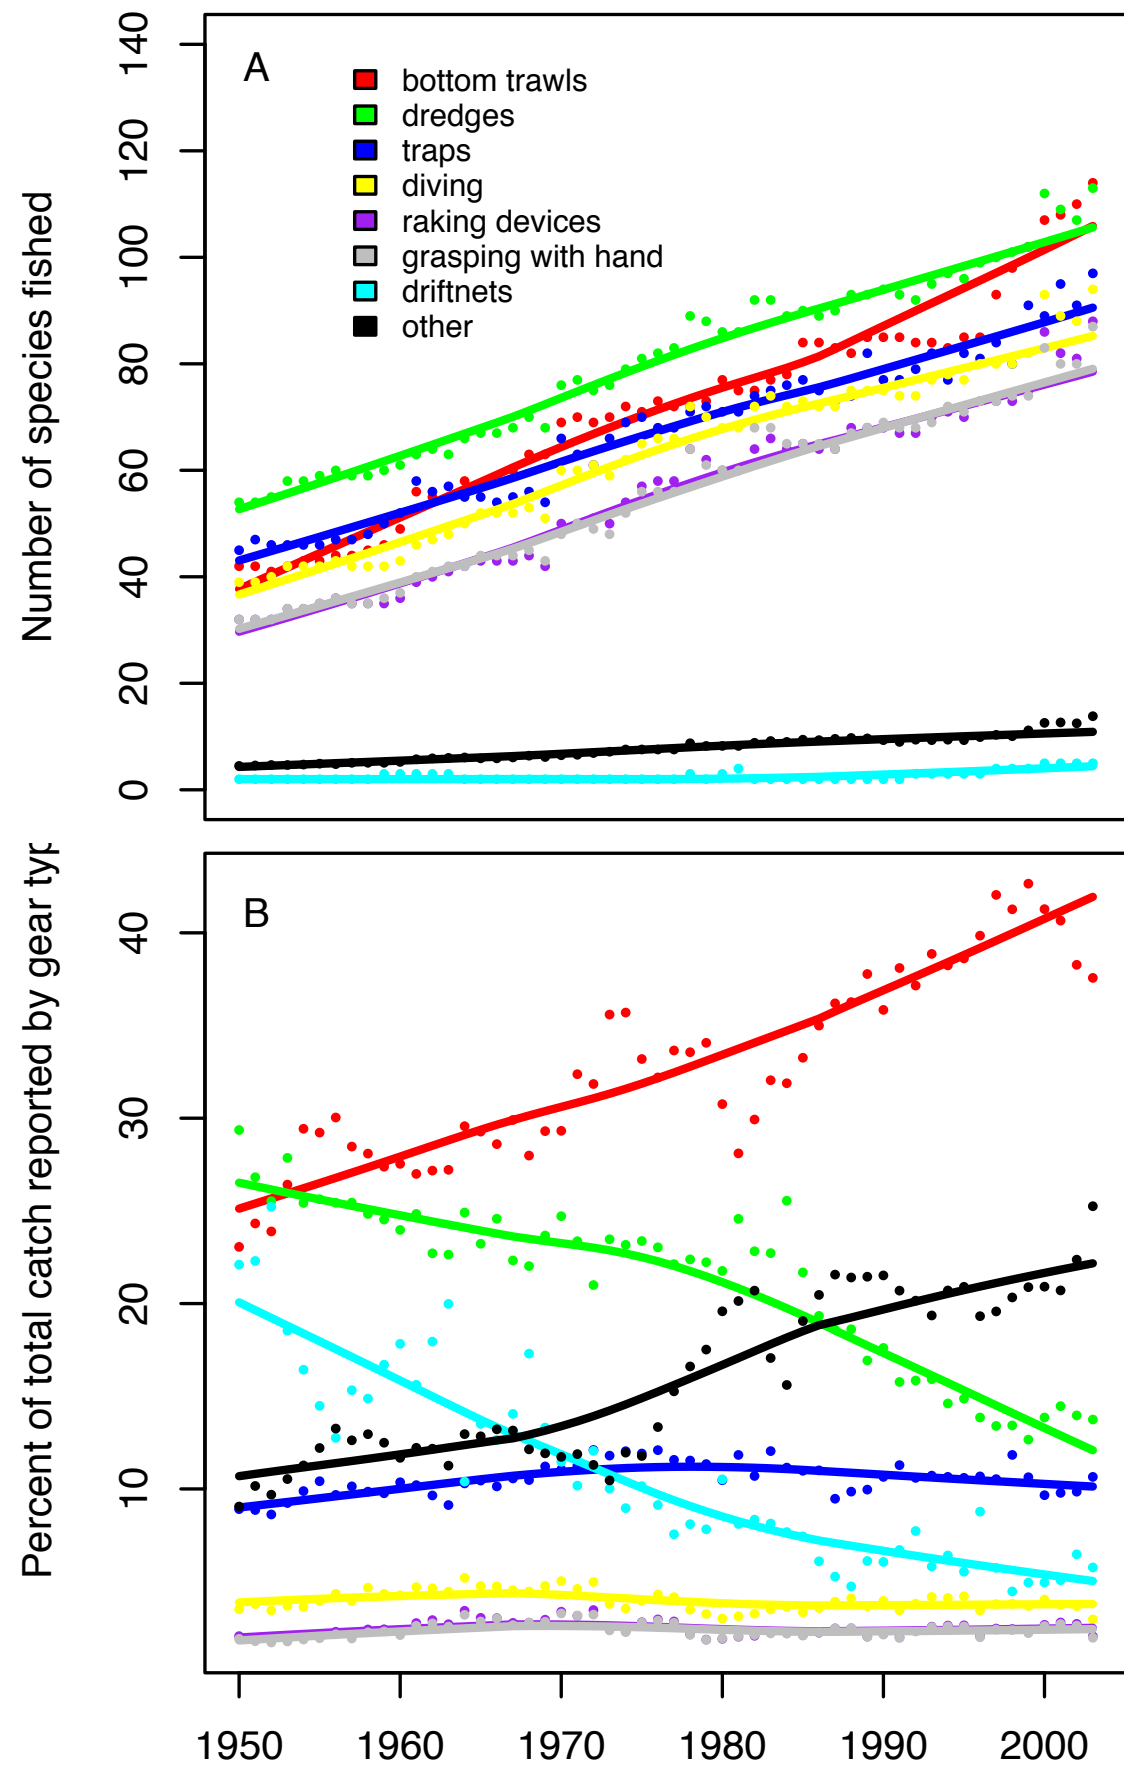 A
bottom trawls
dredges
traps
diving
raking devices
grasping with hand
driftnets
other
Number of species fished
140
120
100
80
60
40
20
0
B
Percent of total catch reported by gear typ
40
30
20
10
1950 1960 1970 1980 1990 2000